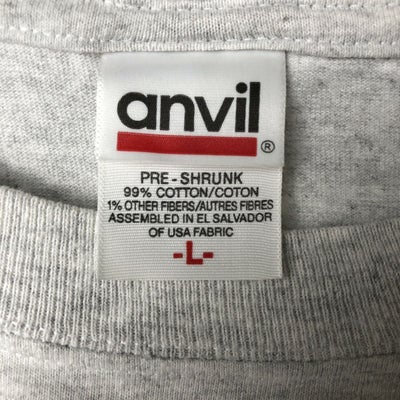 anvil
®
PRE-SHRUNK
99% COTTON/COTON
1% OTHER FIBERS/AUTRES FIBRES
ASSEMBLED IN EL SALVADOR
OF USA FABRIC
-L-